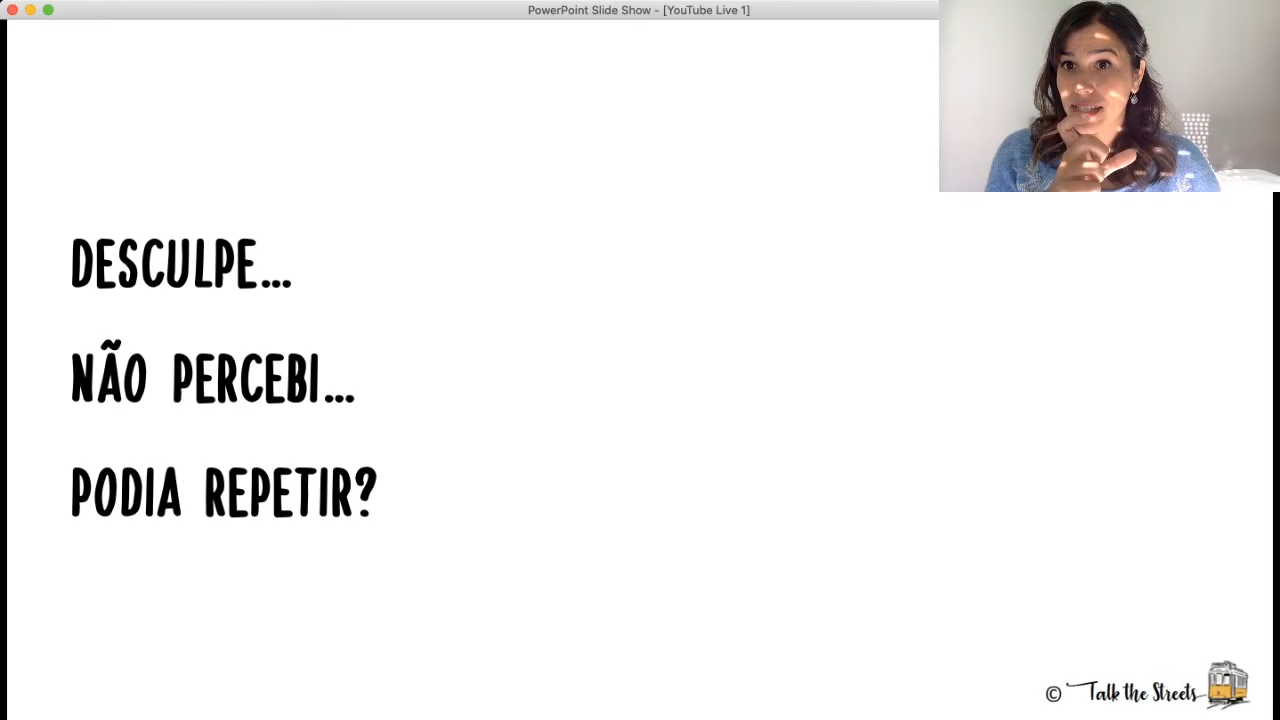 PowerPoint Slide Show - [YouTube Live 1]
DESCULPE...
NÃO PERCEBI...
PODIA REPETIR?
© Talk the Streets